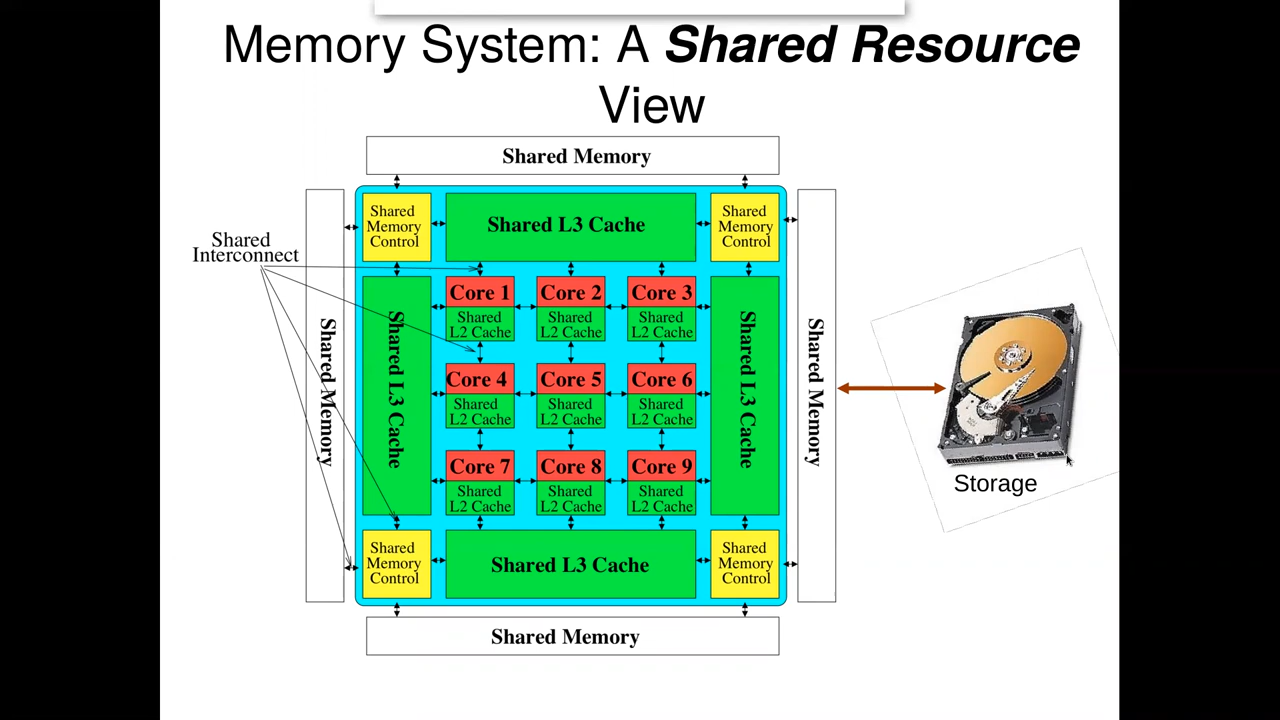 Memory System: A Shared Resource
View
Shared Memory
Shared
Memory
Control
Shared L3 Cache
Shared
Memory
Control
Shared
Interconnect
Shared Memory
Shared L3 Cache
Core 1
Shared
L2 Cache
Core 2
Shared
L2 Cache
Core 3
Shared
L2 Cache
Core 4
Shared
L2 Cache
Core 5
Shared
L2 Cache
Core 6
Shared
L2 Cache
Core 7
Shared
L2 Cache
Core 8
Shared
L2 Cache
Core 9
Shared
L2 Cache
Shared L3 Cache
Shared Memory
Storage
Shared
Memory
Control
Shared L3 Cache
Shared
Memory
Control
Shared Memory